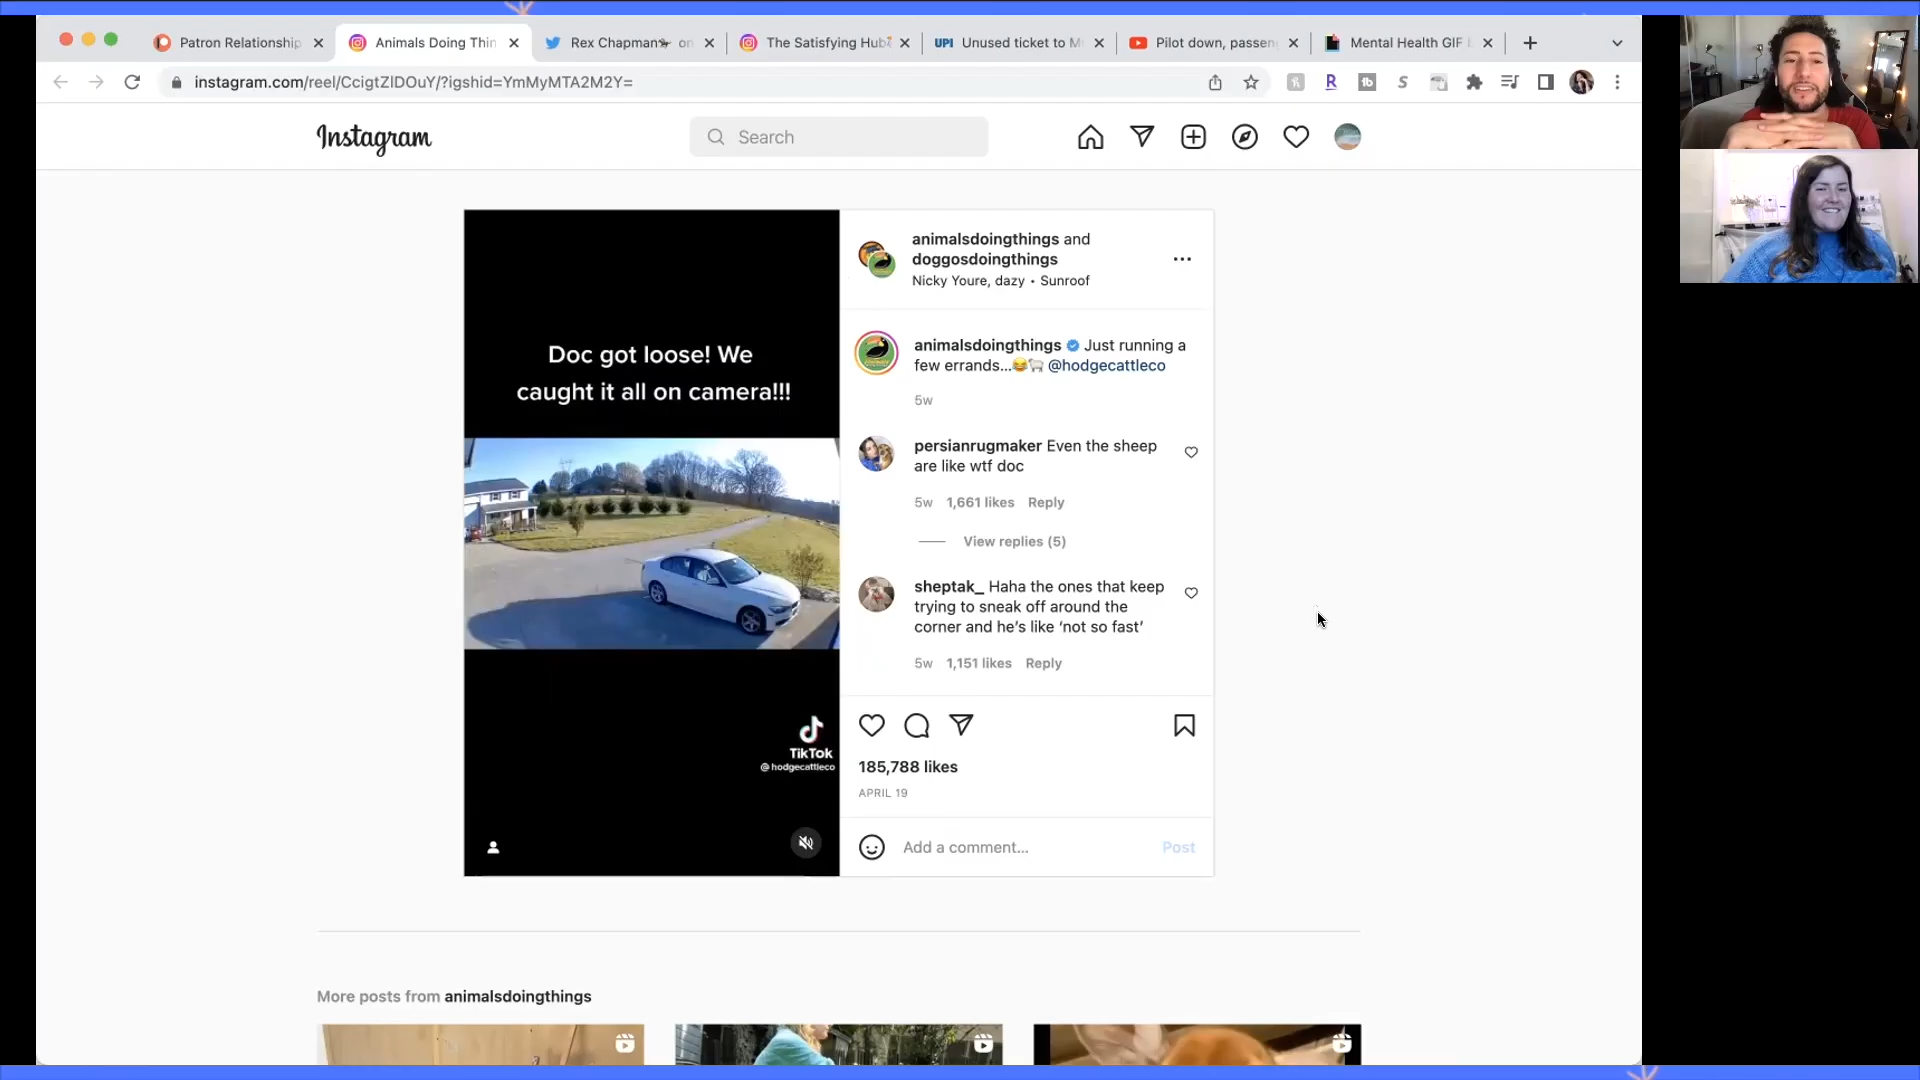 Patron Relationship
Animals Doing Thin
Rex Chapman on
The Satisfying Hub
UPI Unused ticket to M
Pilot down, passen
Mental Health GIF
instagram.com/reel/CcigtZlDOuY/?igshid=YmMyMTA2M2Y=
Instagram
Search
Doc got loose! We
caught it all on camera!!!
TikTok
@hodgecattleco
animalsdoingthings and
doggosdoingthings
Nicky Youre, dazy • Sunroof
animalsdoingthings Just running a
few errands...😂🐑 @hodgecattleco
5w
persianrugmaker Even the sheep
are like wtf doc
5w 1,661 likes Reply
View replies (5)
sheptak_ Haha the ones that keep
trying to sneak off around the
corner and he's like ‘not so fast’
5w 1,151 likes Reply
185,788 likes
APRIL 19
Add a comment...
Post
More posts from animalsdoingthings